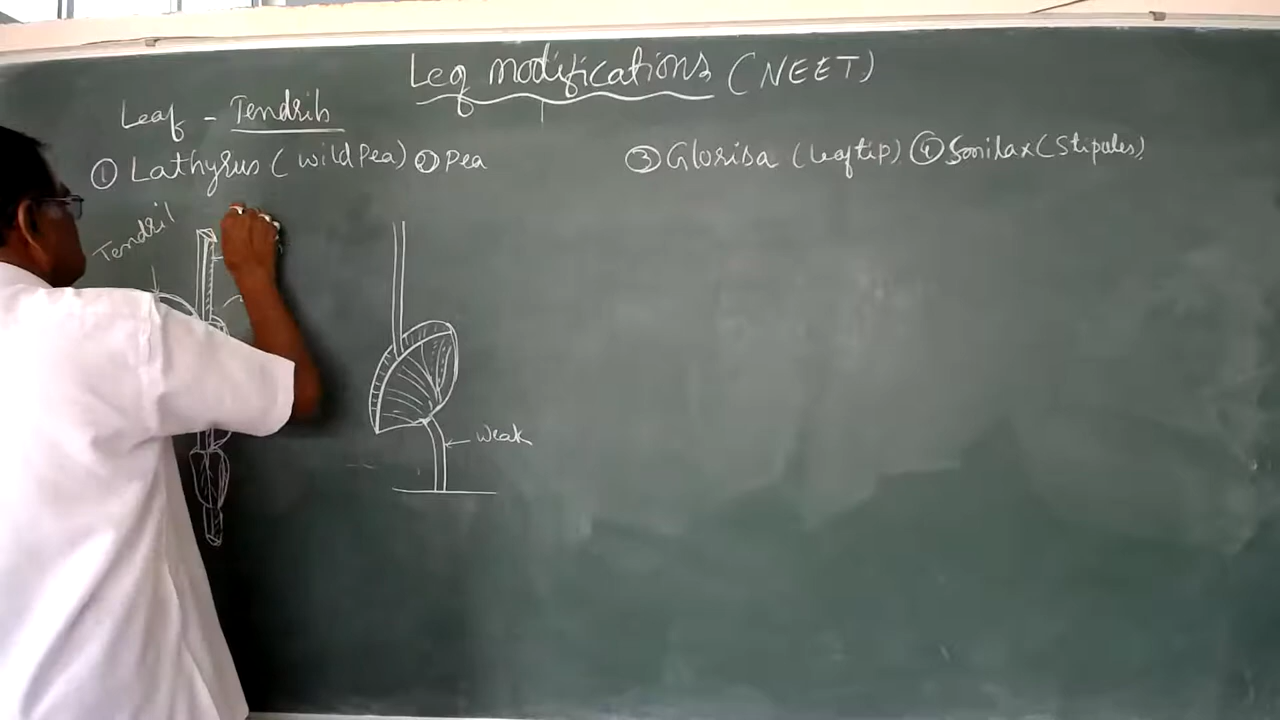 Leaf modifications (NEET)
Leaf - Tendrils
① Lathyrus (wild pea) ② Pea
③ Gloriosa (leaf tip) ④ Smilax (Stipules)
Tendril
weak